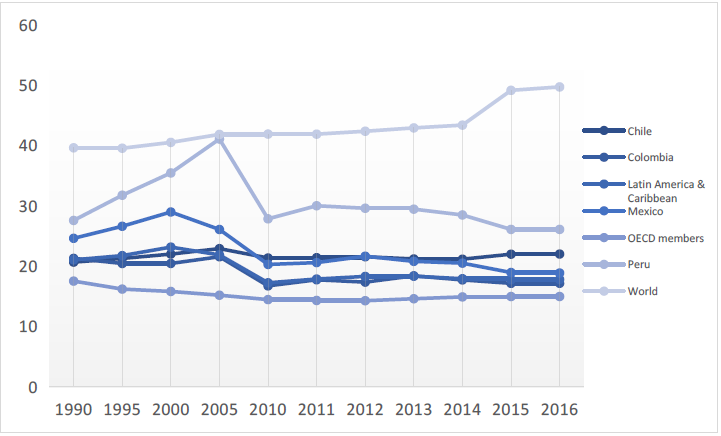 60
50
40
30
20
10
0
1990 1995 2000 2005 2010 2011 2012 2013 2014 2015 2016
Chile
Colombia
Latin America &
Caribbean
Mexico
OECD members
Peru
World